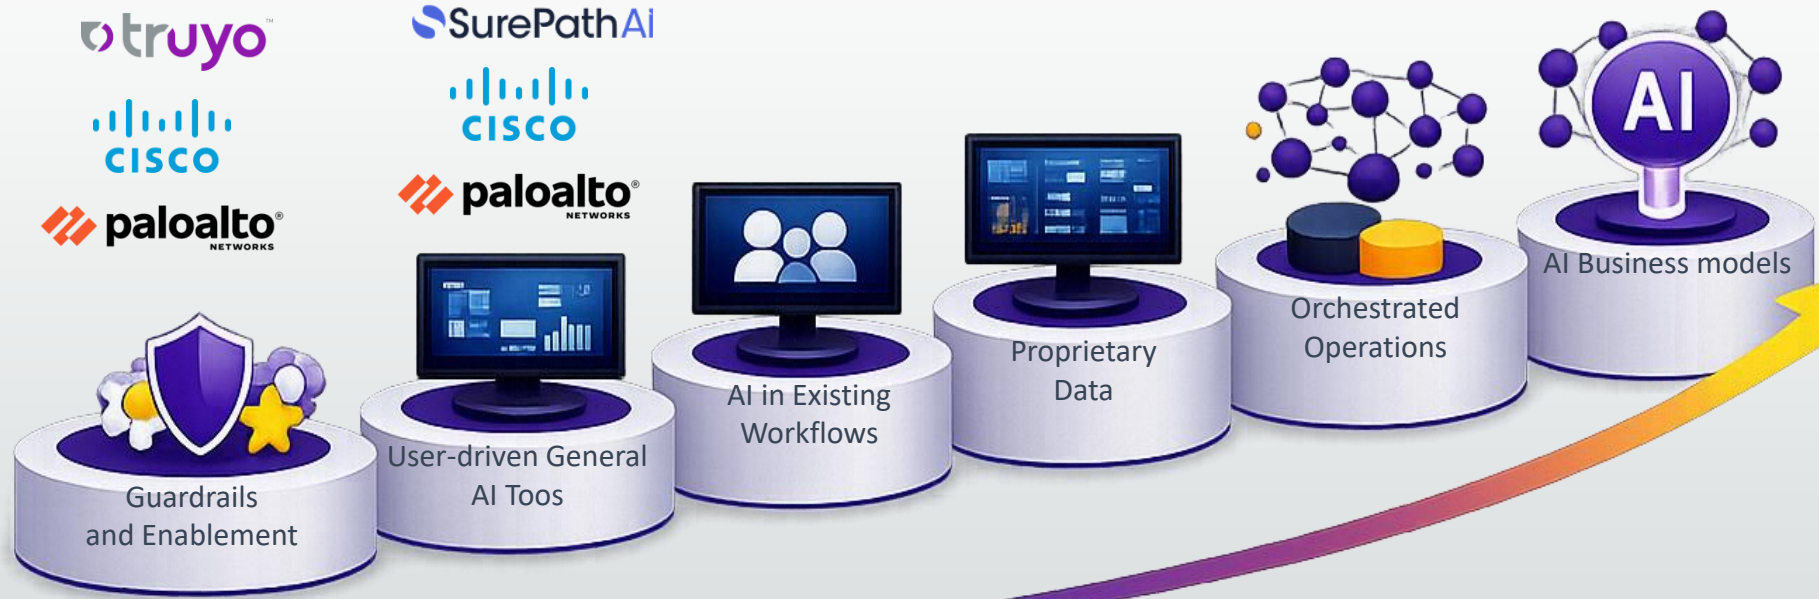 truyo™
CISCO
paloalto®
NETWORKS
SurePathAi
CISCO
paloalto®
NETWORKS
Guardrails
and Enablement
User-driven General
AI Toos
AI in Existing
Workflows
Proprietary
Data
Orchestrated
Operations
AI
AI Business models